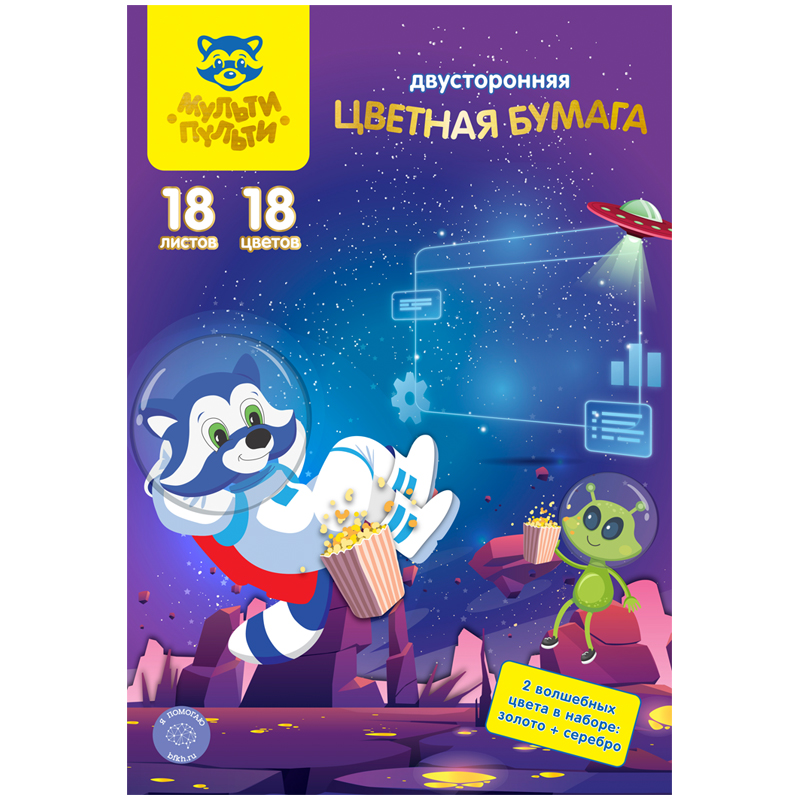 МУЛЬТИ
ПУЛЬТИ
двусторонняя
ЦВЕТНАЯ БУМАГА
18 листов
18 цветов
2 волшебных
цвета в наборе:
золото + серебро
Я ПОМОГАЮ
bfkh.ru